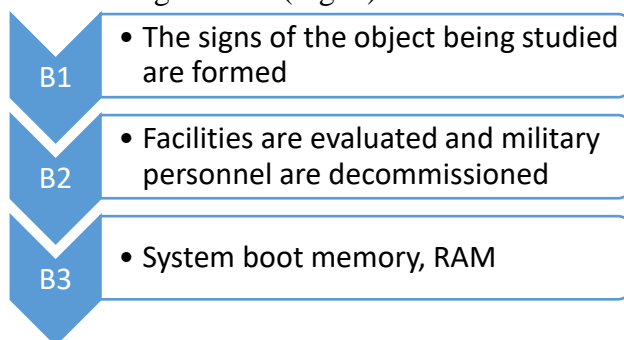 B1
• The signs of the object being studied
are formed
B2
• Facilities are evaluated and military
personnel are decommissioned
B3
• System boot memory, RAM